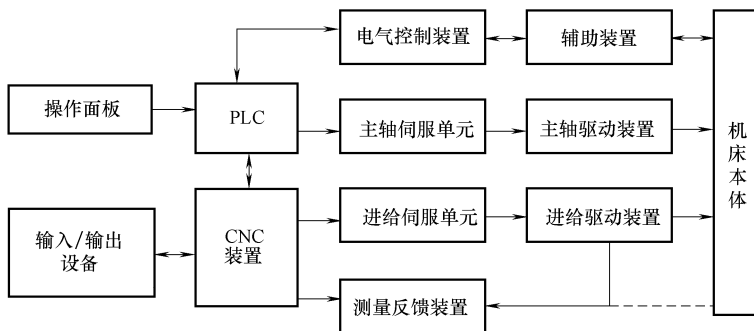 电气控制装置
辅助装置
操作面板
PLC
主轴伺服单元
主轴驱动装置
机床本体
输入/输出
设备
CNC
装置
进给伺服单元
进给驱动装置
测量反馈装置